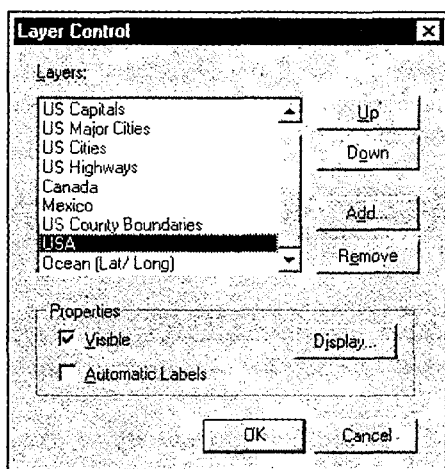 Layer Control
Layers:
US Capitals
US Major Cities
US Cities
US Highways
Canada
Mexico
US County Boundaries
USA
Ocean (Lat/ Long)
Up
Down
Add...
Remove
Properties
Visible
Automatic Labels
Display...
OK
Cancel